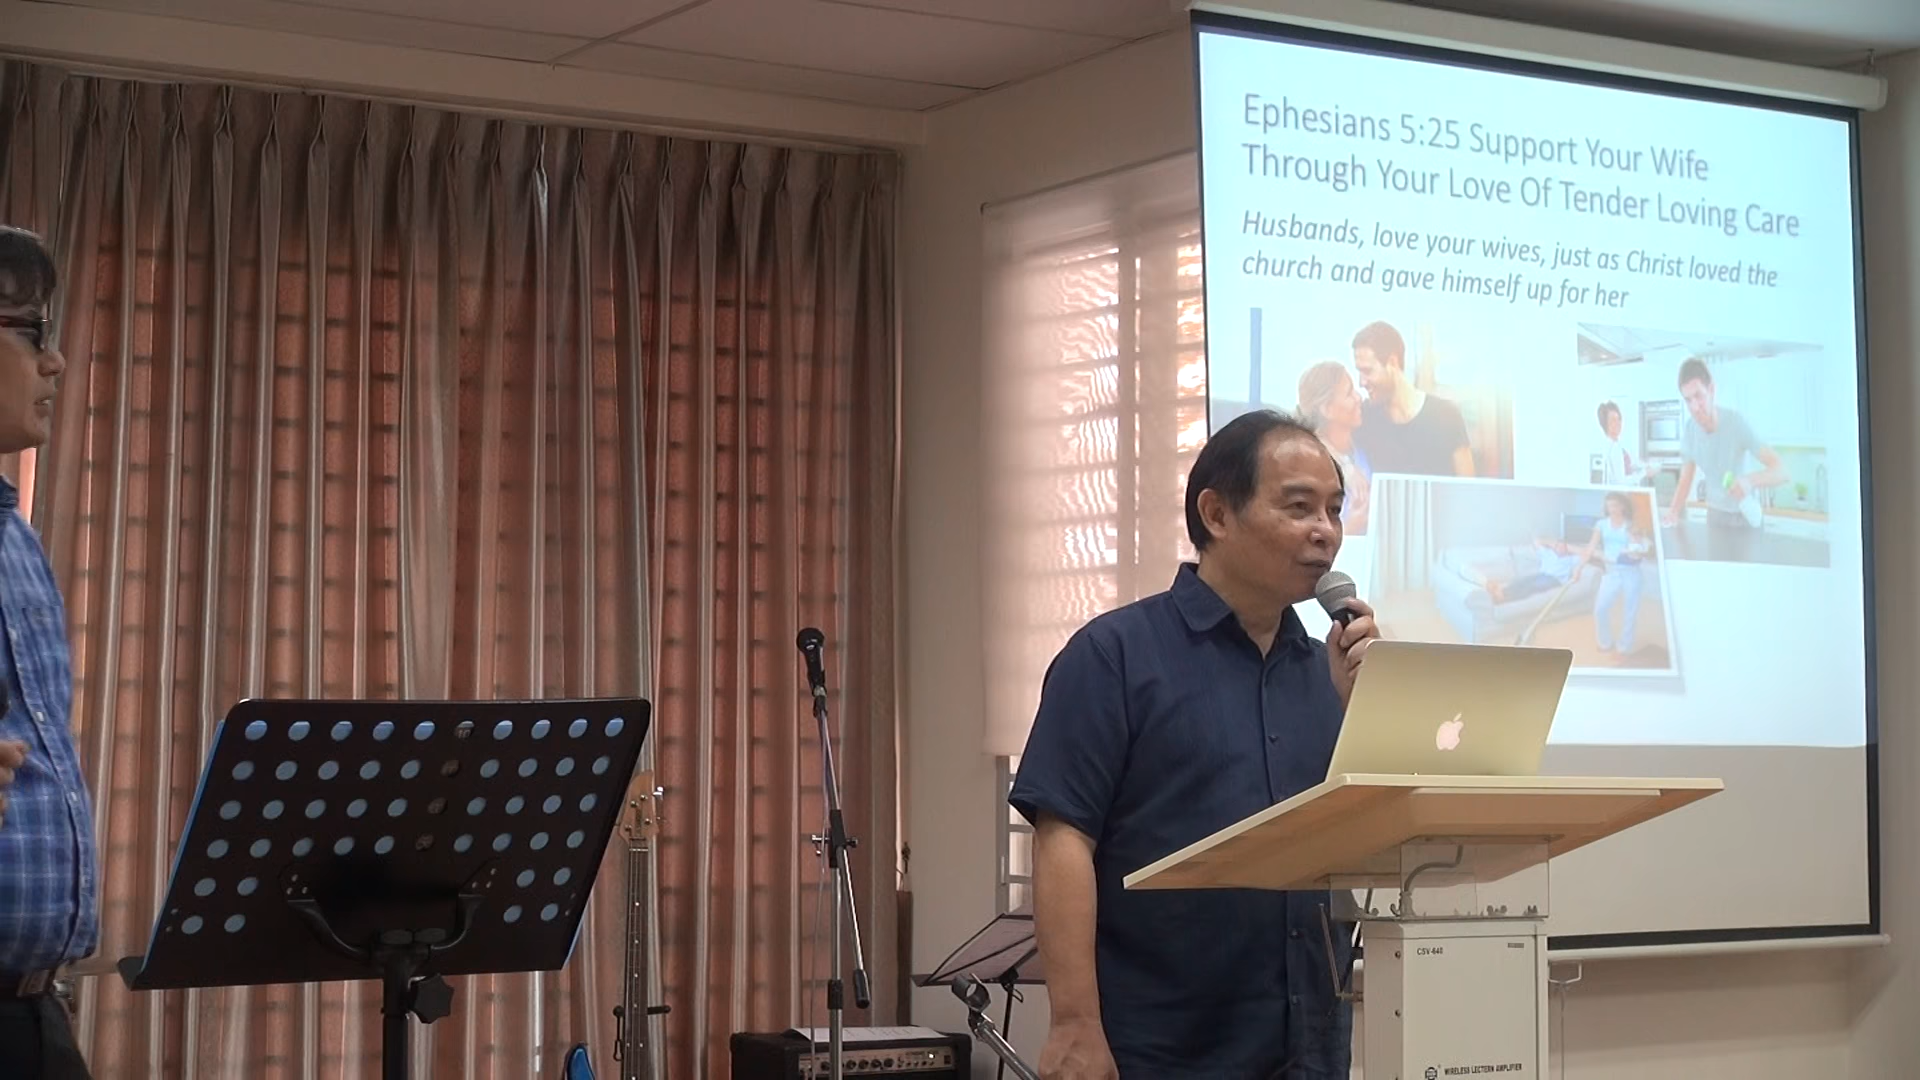 Ephesians 5:25 Support Your Wife
Through Your Love Of Tender Loving Care
Husbands, love your wives, just as Christ loved the
church and gave himself up for her
CSV-640
WIRELESS LECTERN AMPLIFIER